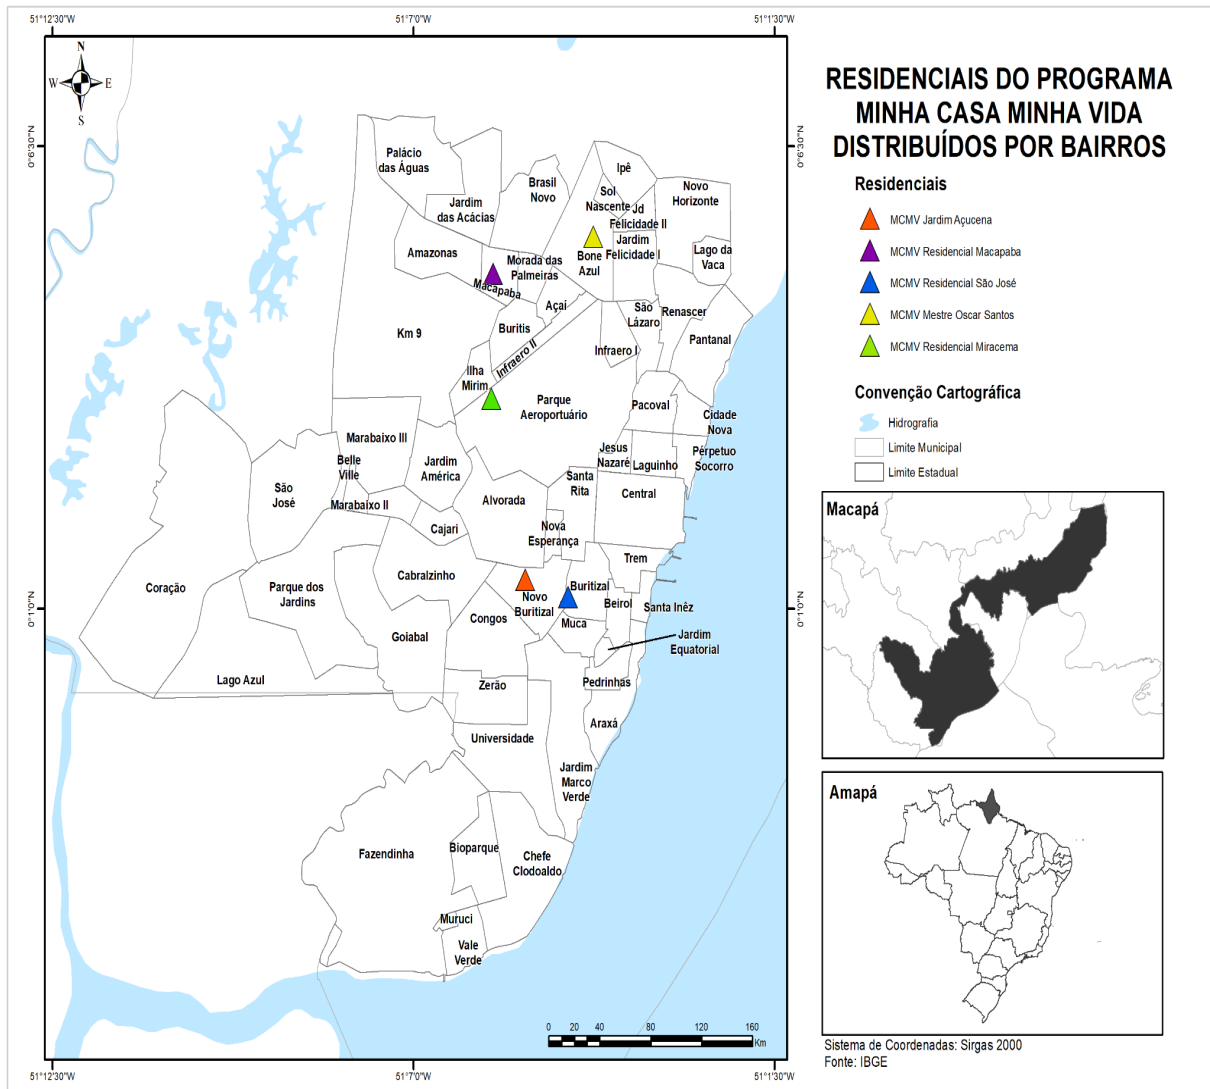 51°12'30"W
51°7'0"W
51°1'30"W
N
W
E
S
0°6'30"N
0°6'30"N
0°1'0"N
0°1'0"N
Palácio
das Águas
Jardim
das Acácias
Brasil
Novo
Ipê
Sol
Nascente
Jd
Felicidade II
Novo
Horizonte
Amazonas
Morada das
Palmeiras
Macapaba
Bone
Azul
Jardim
Felicidade I
Lago da
Vaca
Açaí
São
Lázaro
Renascer
Km 9
Buritis
Infraero II
Infraero I
Pantanal
Ilha
Mirim
Parque
Aeroportuário
Pacoval
Cidade
Nova
Marabaixo III
Belle
Ville
Jardim
América
Jesus
Nazaré
Laguinho
Pérpetuo
Socorro
São
José
Marabaixo II
Alvorada
Santa
Rita
Central
Cajari
Nova
Esperança
Trem
Coração
Parque dos
Jardins
Cabralzinho
Novo
Buritizal
Buritizal
Beirol
Santa Inêz
Goiabal
Congos
Muca
Jardim
Equatorial
Lago Azul
Zerão
Pedrinhas
Universidade
Araxá
Jardim
Marco
Verde
Fazendinha
Bioparque
Chefe
Clodoaldo
Muruci
Vale
Verde
0 20 40 80 120 160
Km
51°12'30"W
51°7'0"W
51°1'30"W
RESIDENCIAIS DO PROGRAMA
MINHA CASA MINHA VIDA
DISTRIBUÍDOS POR BAIRROS
Residenciais
MCMV Jardim Açucena
MCMV Residencial Macapaba
MCMV Residencial São José
MCMV Mestre Oscar Santos
MCMV Residencial Miracema
Convenção Cartográfica
Hidrografia
Limite Municipal
Limite Estadual
Macapá
Amapá
Sistema de Coordenadas: Sirgas 2000
Fonte: IBGE